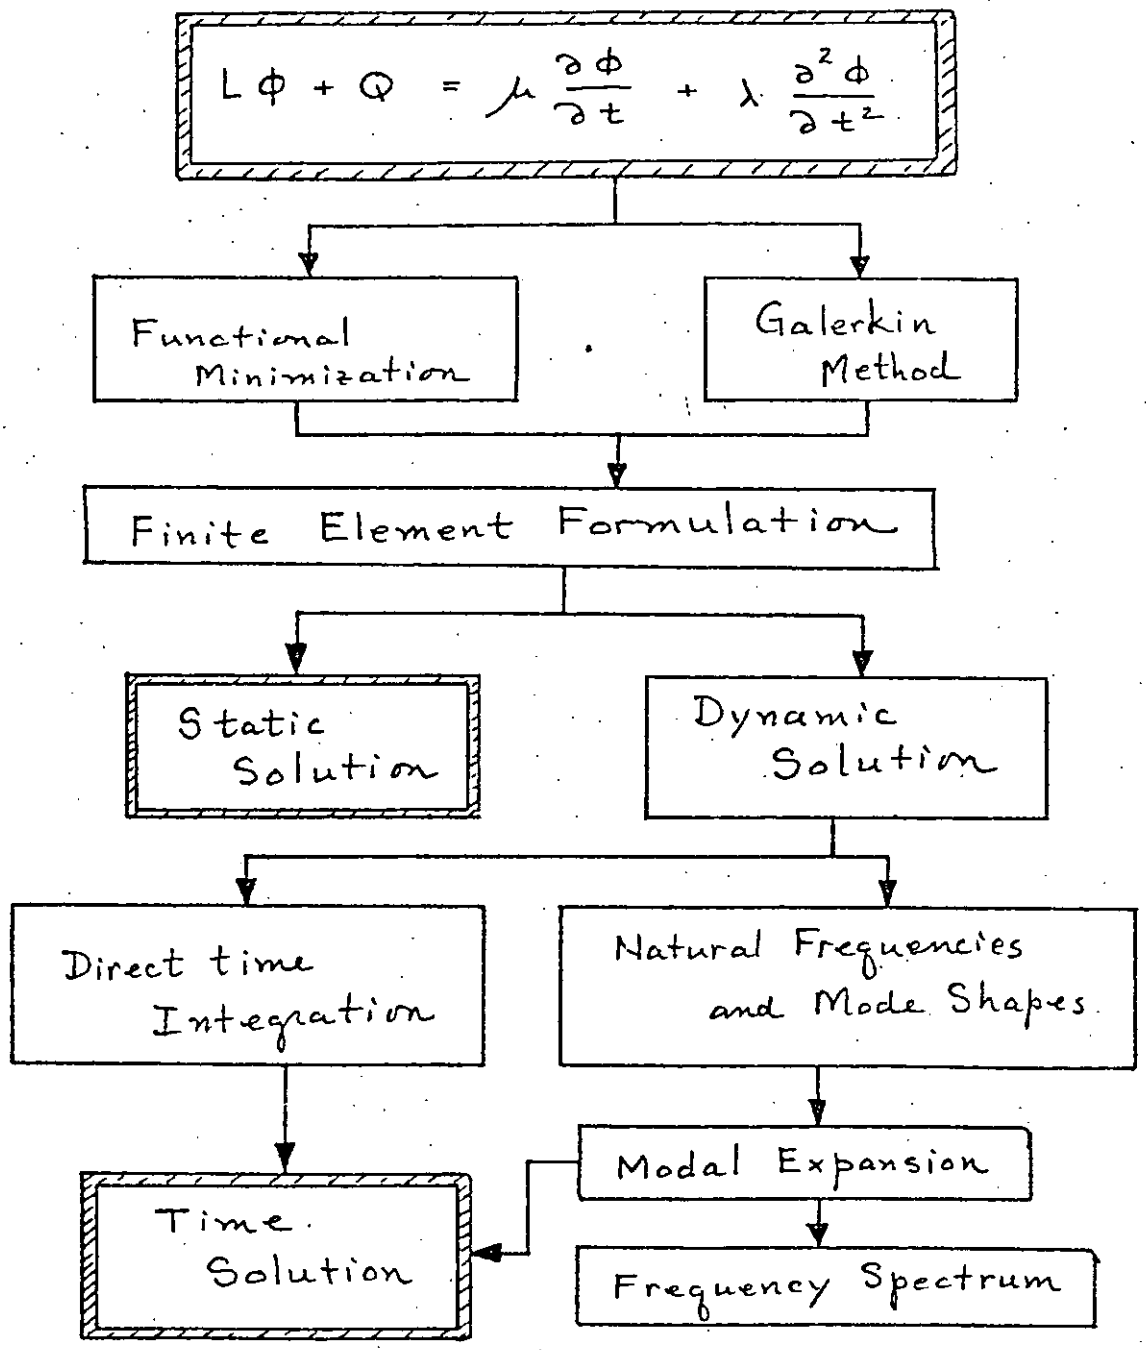 L ϕ + Q = μ ∂ϕ/∂t + λ ∂²ϕ/∂t²
Functional
Minimization
Galerkin
Method
Finite Element Formulation
Static
Solution
Dynamic
Solution
Direct time
Integration
Natural Frequencies
and Mode Shapes
Modal Expansion
Time
Solution
Frequency Spectrum